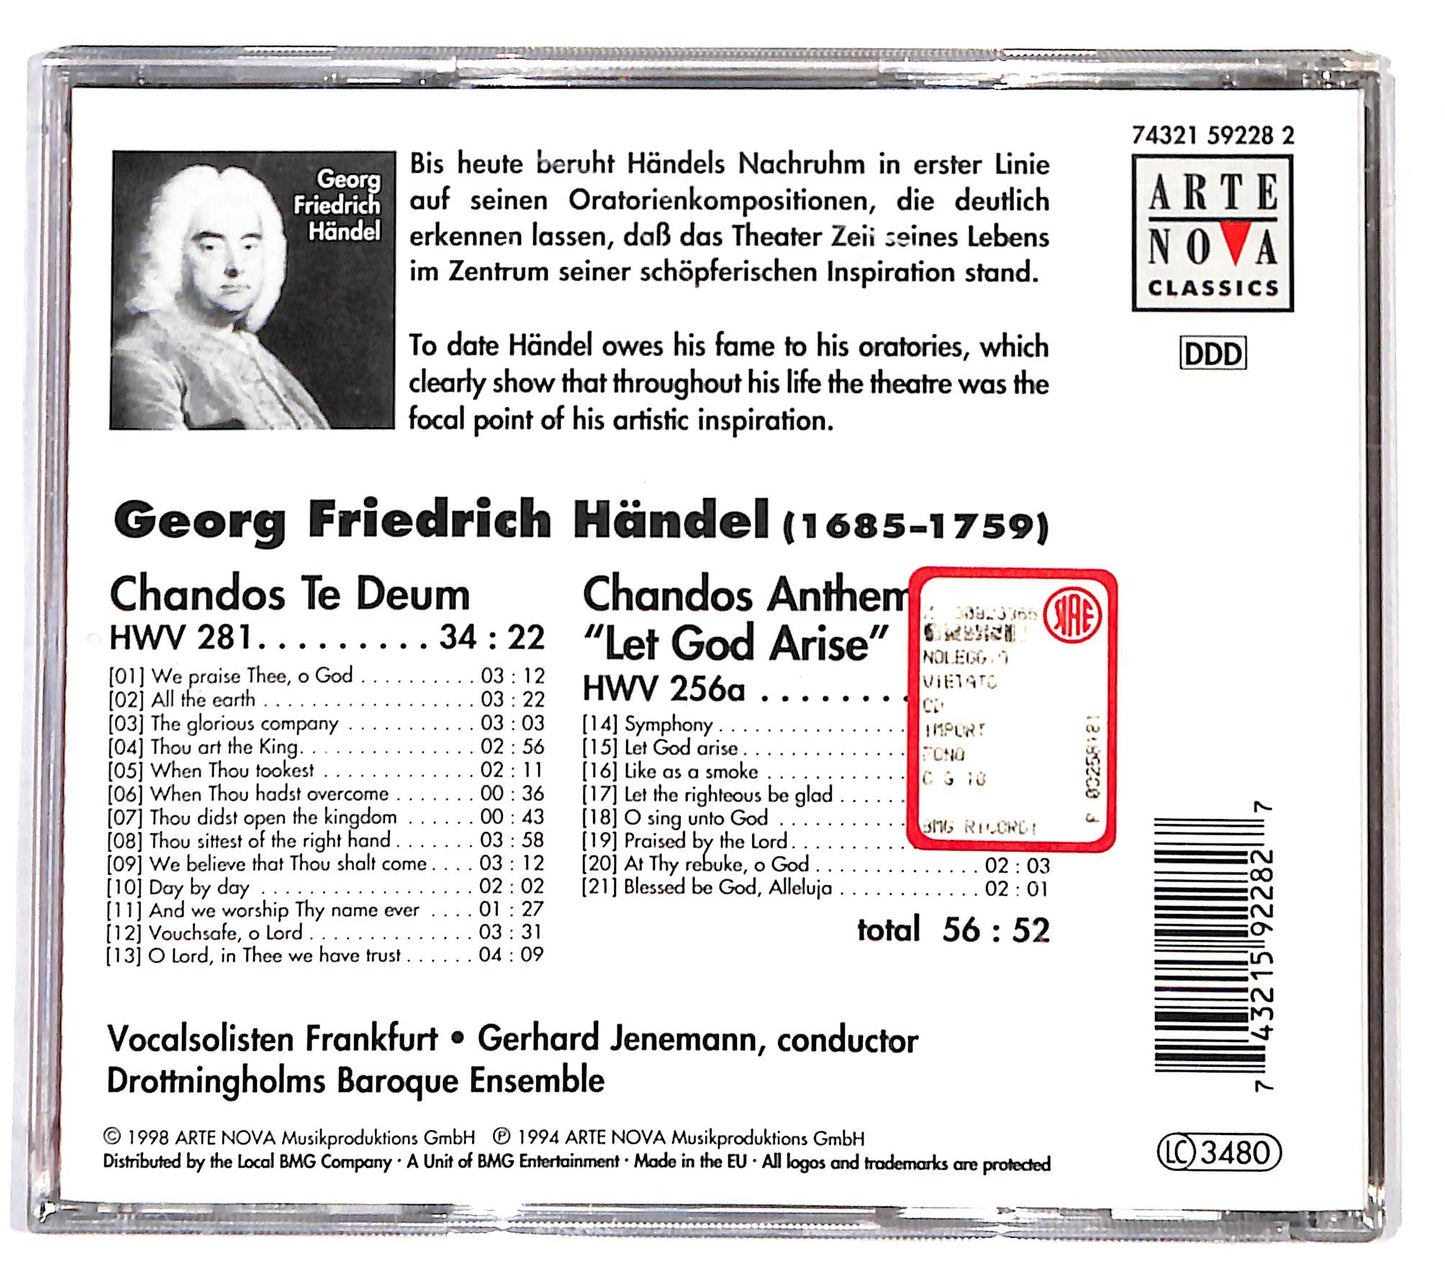 74321 59228 2
ARTE
NOVA
CLASSICS
DDD
Georg
Friedrich
Händel
Bis heute beruht Händels Nachruhm in erster Linie
auf seinen Oratorienkompositionen, die deutlich
erkennen lassen, daß das Theater Zeit seines Lebens
im Zentrum seiner schöpferischen Inspiration stand.
To date Händel owes his fame to his oratories, which
clearly show that throughout his life the theatre was the
focal point of his artistic inspiration.
Georg Friedrich Händel (1685-1759)
Chandos Te Deum
HWV 281......... 34 : 22
[01] We praise Thee, o God .......... 03 : 12
[02] All the earth ................... 03 : 22
[03] The glorious company ............ 03 : 03
[04] Thou art the King............... 02 : 56
[05] When Thou tookest .............. 02 : 11
[06] When Thou hadst overcome ....... 00 : 36
[07] Thou didst open the kingdom ...... 00 : 43
[08] Thou sittest of the right hand....... 03 : 58
[09] We believe that Thou shalt come.... 03 : 12
[10] Day by day ................... 02 : 02
[11] And we worship Thy name ever .... 01 : 27
[12] Vouchsafe, o Lord............... 03 : 31
[13] O Lord, in Thee we have trust...... 04 : 09
Chandos Anthem
"Let God Arise"
HWV 256a ........
[14] Symphony.................
[15] Let God arise...............
[16] Like as a smoke ............
[17] Let the righteous be glad ......
[18] O sing unto God ...........
[19] Praised by the Lord...........
[20] At Thy rebuke, o God .............. 02 : 03
[21] Blessed be God, Alleluja ............ 02 : 01
total 56 : 52
SIAE
NOLEGGIO
VIETATO
CD
IMPORT
FONO
BMG RICORDI
Vocalsolisten Frankfurt • Gerhard Jenemann, conductor
Drottningholms Baroque Ensemble
© 1998 ARTE NOVA Musikproduktions GmbH ℗ 1994 ARTE NOVA Musikproduktions GmbH
Distributed by the Local BMG Company · A Unit of BMG Entertainment · Made in the EU · All logos and trademarks are protected
7 43215 92282 7
LC 3480